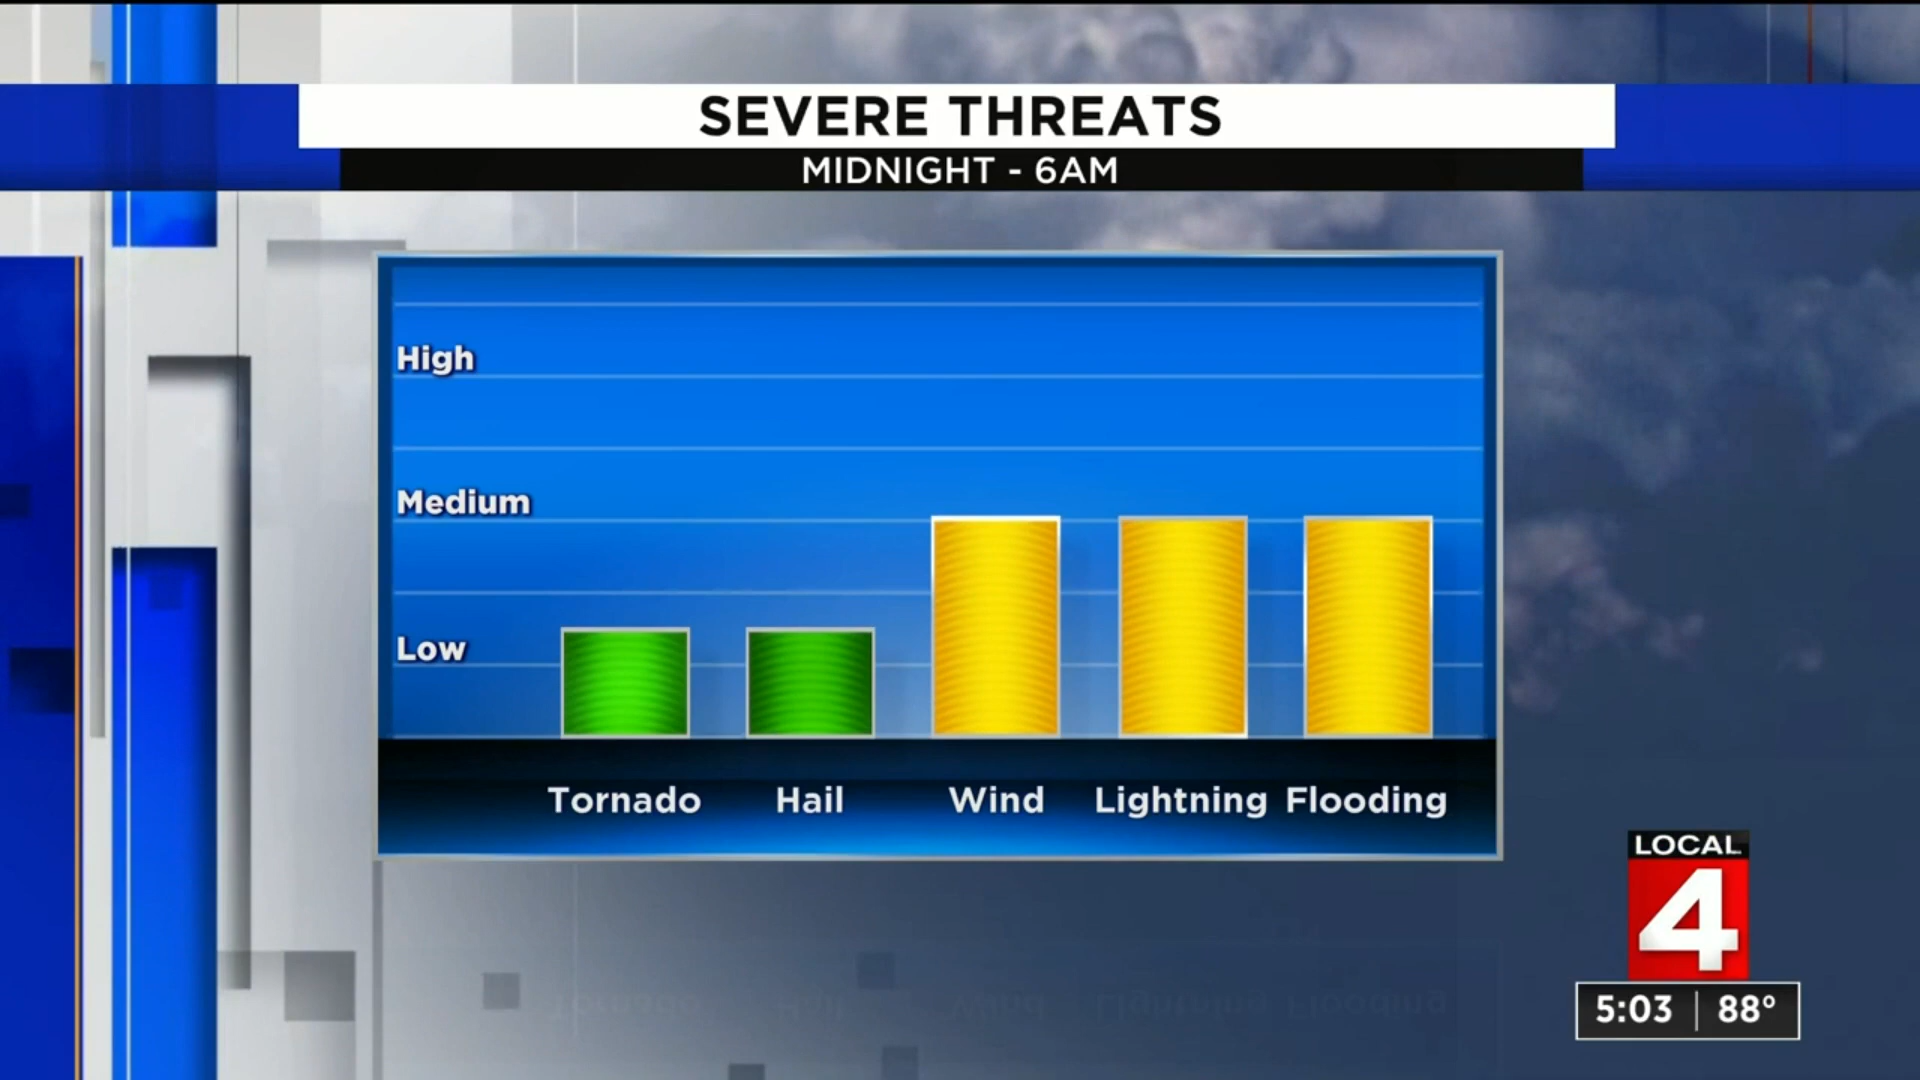 SEVERE THREATS
MIDNIGHT - 6AM
High
Medium
Low
Tornado Hail Wind Lightning Flooding
LOCAL
4
5:03 88°